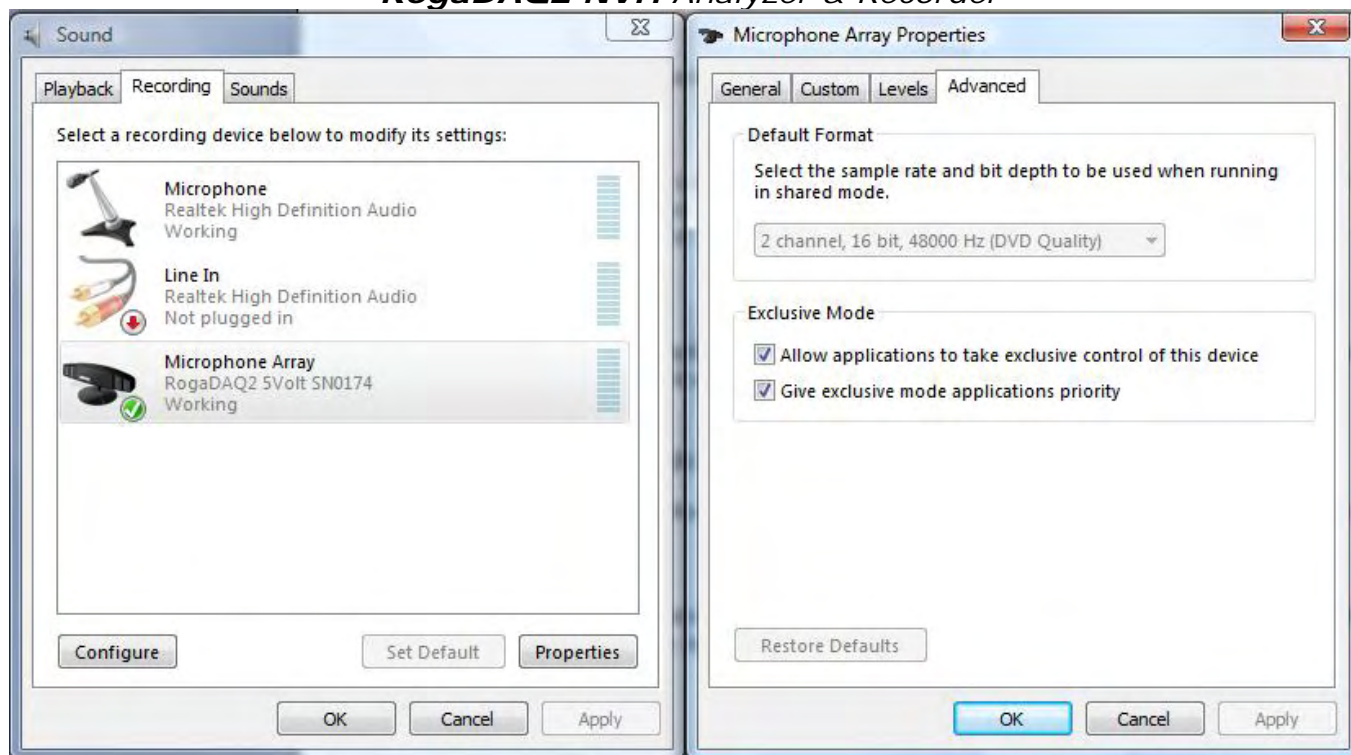 RogaDAQ2 NVH Analyzer & Recorder
Sound
Playback Recording Sounds
Select a recording device below to modify its settings:
Microphone
Realtek High Definition Audio
Working
Line In
Realtek High Definition Audio
Not plugged in
Microphone Array
RogaDAQ2 5Volt SN0174
Working
Configure Set Default Properties
OK Cancel Apply
Microphone Array Properties
General Custom Levels Advanced
Default Format
Select the sample rate and bit depth to be used when running
in shared mode.
2 channel, 16 bit, 48000 Hz (DVD Quality)
Exclusive Mode
Allow applications to take exclusive control of this device
Give exclusive mode applications priority
Restore Defaults
OK Cancel Apply